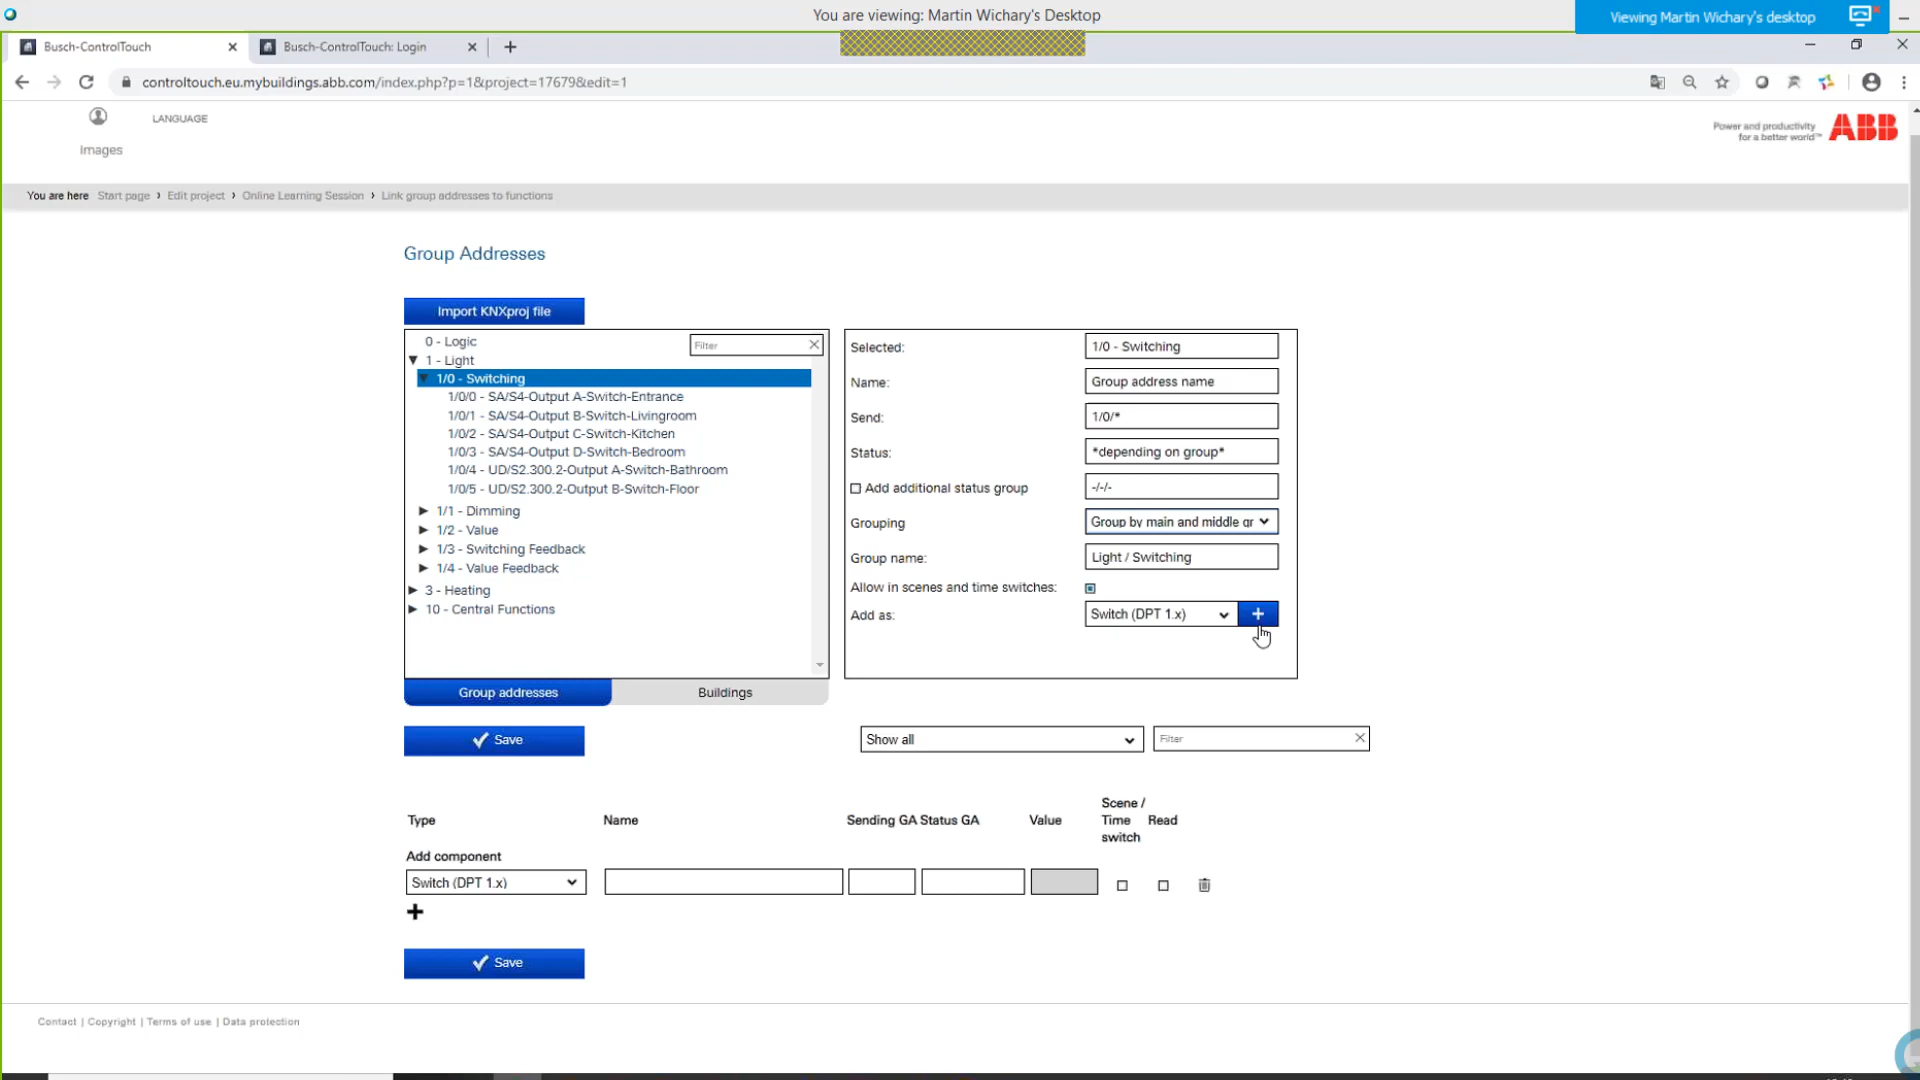 You are viewing: Martin Wichary's Desktop
Viewing Martin Wichary's desktop
Busch-ControlTouch
Busch-ControlTouch: Login
controltouch.eu.mybuildings.abb.com/index.php?p=1&project=17679&edit=1
LANGUAGE
Images
Power and productivity
for a better world™
ABB
You are here Start page › Edit project › Online Learning Session › Link group addresses to functions
Group Addresses
Import KNXproj file
Filter
0 - Logic
1 - Light
1/0 - Switching
1/0/0 - SA/S4-Output A-Switch-Entrance
1/0/1 - SA/S4-Output B-Switch-Livingroom
1/0/2 - SA/S4-Output C-Switch-Kitchen
1/0/3 - SA/S4-Output D-Switch-Bedroom
1/0/4 - UD/S2.300.2-Output A-Switch-Bathroom
1/0/5 - UD/S2.300.2-Output B-Switch-Floor
1/1 - Dimming
1/2 - Value
1/3 - Switching Feedback
1/4 - Value Feedback
3 - Heating
10 - Central Functions
Group addresses
Buildings
Selected: 1/0 - Switching
Name: Group address name
Send: 1/0/*
Status: *depending on group*
Add additional status group -/-/-
Grouping Group by main and middle gr
Group name: Light / Switching
Allow in scenes and time switches:
Add as: Switch (DPT 1.x) +
Save
Show all
Filter
Type Name Sending GA Status GA Value Scene / Time switch Read
Add component
Switch (DPT 1.x)
Save
Contact | Copyright | Terms of use | Data protection